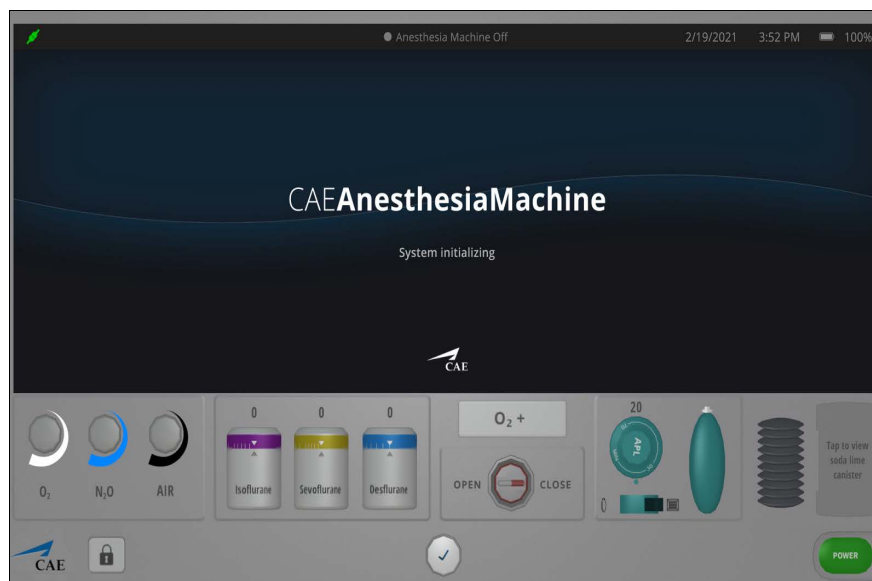 Anesthesia Machine Off
2/19/2021 3:52 PM 100%
CAEAnesthesiaMachine
System initializing
CAE
0 0 0
Isoflurane Sevoflurane Desflurane
O₂ N₂O AIR
O₂ +
OPEN CLOSE
20
APL
0
Tap to view
soda lime
canister
CAE
POWER